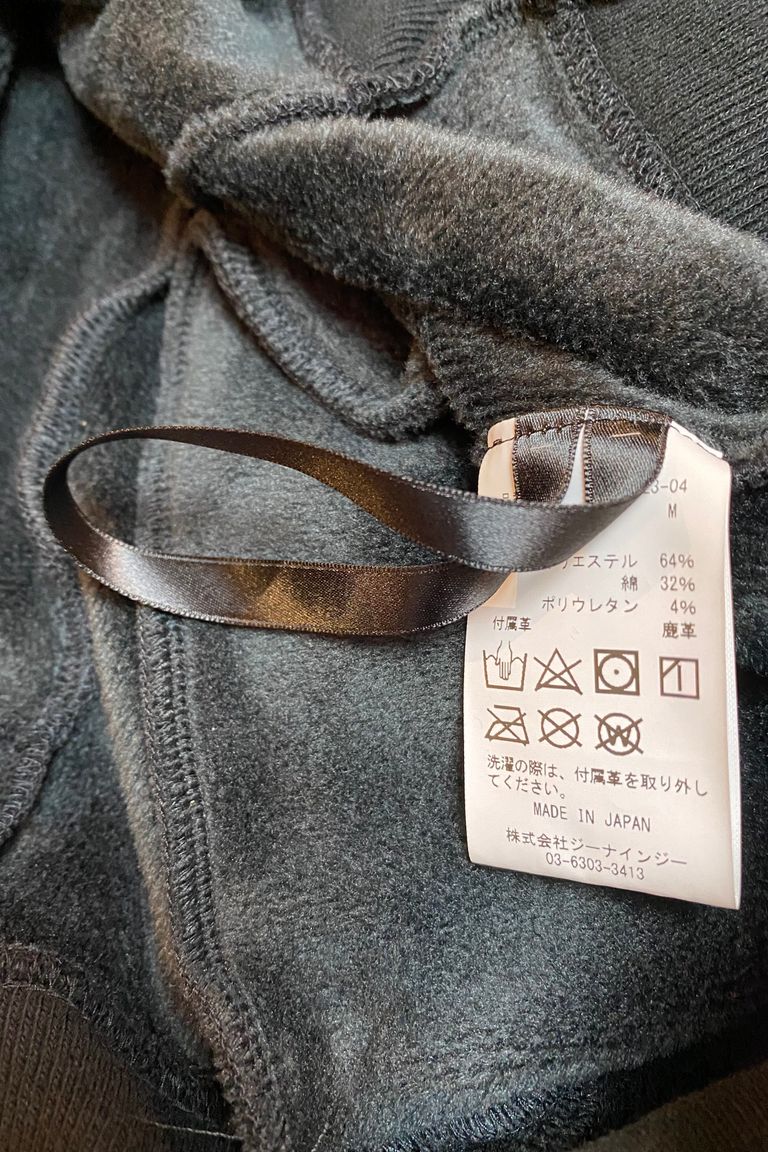 3-04
M
エステル 64%
綿 32%
ポリウレタン 4%
付属革 鹿革
洗濯の際は、付属革を取り外し
てください。
MADE IN JAPAN
株式会社ジーナインジー
03-6303-3413